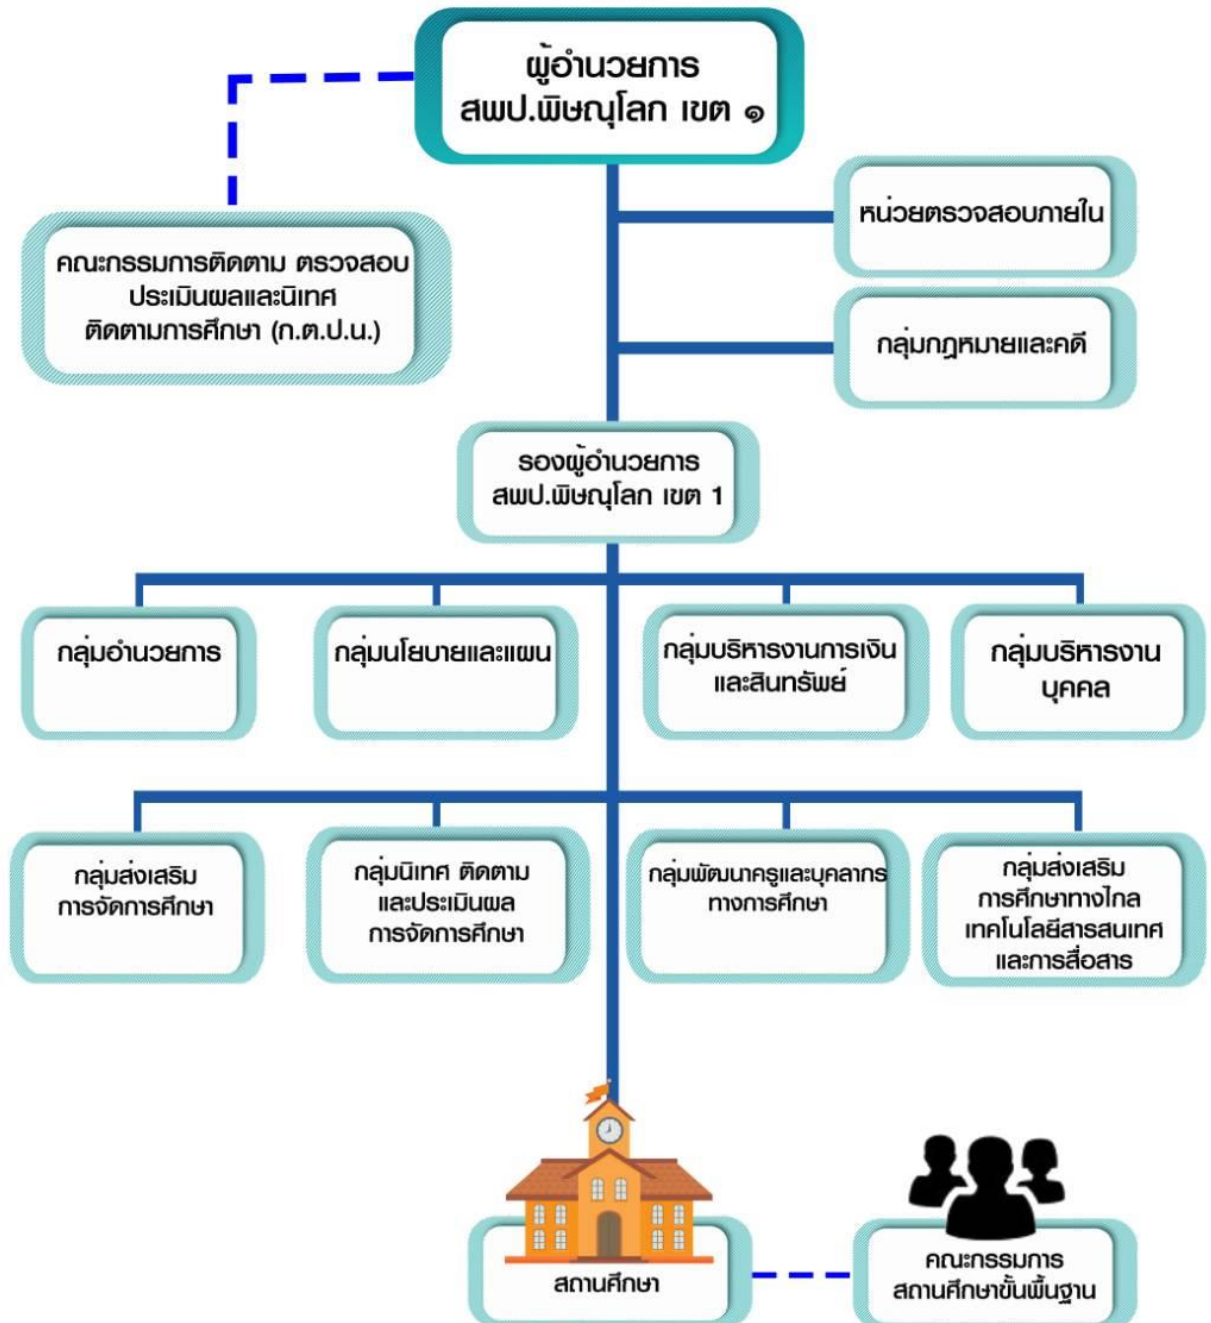 ผู้อำนวยการ
สพป.พิษณุโลก เขต ๑
หน่วยตรวจสอบภายใน
คณะกรรมการติดตาม ตรวจสอบ
ประเมินผลและนิเทศ
ติดตามการศึกษา (ก.ต.ป.น.)
กลุ่มกฎหมายและคดี
รองผู้อำนวยการ
สพป.พิษณุโลก เขต 1
กลุ่มอำนวยการ
กลุ่มนโยบายและแผน
กลุ่มบริหารงานการเงิน
และสินทรัพย์
กลุ่มบริหารงาน
บุคคล
กลุ่มส่งเสริม
การจัดการศึกษา
กลุ่มนิเทศ ติดตาม
และประเมินผล
การจัดการศึกษา
กลุ่มพัฒนาครูและบุคลากร
ทางการศึกษา
กลุ่มส่งเสริม
การศึกษาทางไกล
เทคโนโลยีสารสนเทศ
และการสื่อสาร
สถานศึกษา
คณะกรรมการ
สถานศึกษาขั้นพื้นฐาน